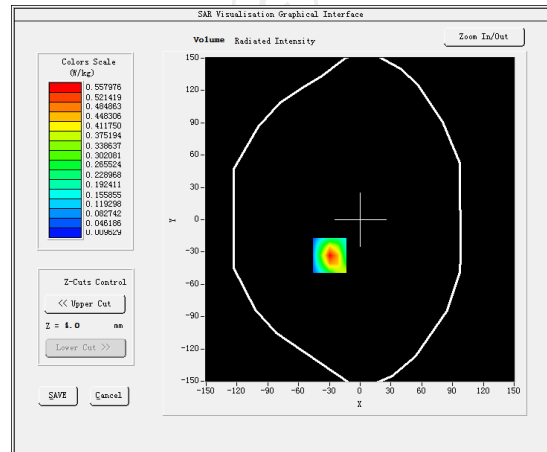 SAR Visualisation Graphical Interface
Volume Radiated Intensity
Zoom In/Out
Colors Scale
(W/kg)
0.557976
0.521419
0.484863
0.448306
0.411750
0.375194
0.338637
0.302081
0.265524
0.228968
0.192411
0.155855
0.119298
0.082742
0.046186
0.009629
150
120
90
60
30
0
-30
-60
-90
-120
-150
Y
-150 -120 -90 -60 -30 0 30 60 90 120 150
X
Z-Cuts Control
<< Upper Cut
Z = 4.0 mm
Lower Cut >>
SAVE Cancel